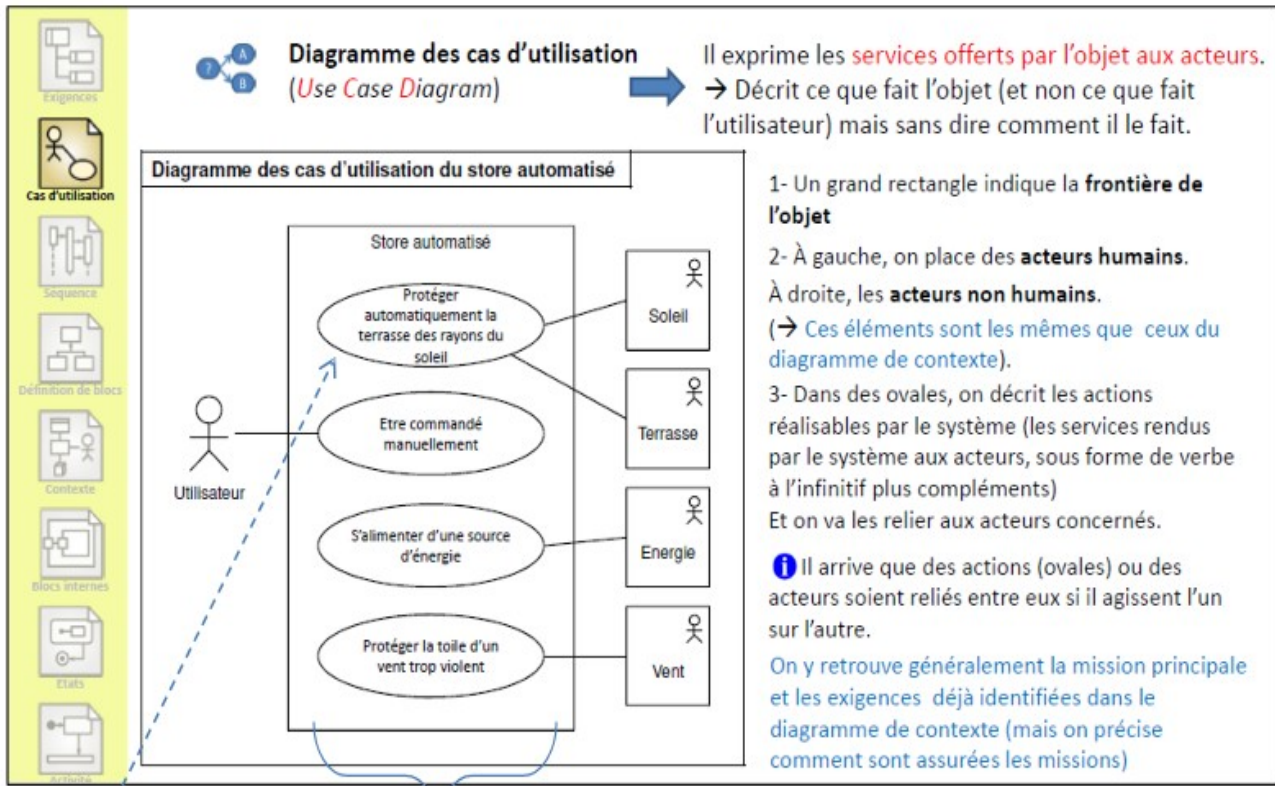 Exigences
Cas d'utilisation
Sequence
Définition de blocs
Contexte
Blocs internes
Etats
Activité
?
A
B
Diagramme des cas d'utilisation
(Use Case Diagram)
Il exprime les services offerts par l'objet aux acteurs.
→ Décrit ce que fait l'objet (et non ce que fait
l'utilisateur) mais sans dire comment il le fait.
Diagramme des cas d'utilisation du store automatisé
Store automatisé
Protéger
automatiquement la
terrasse des rayons du
soleil
Etre commandé
manuellement
S'alimenter d'une source
d'énergie
Protéger la toile d'un
vent trop violent
Utilisateur
Soleil
Terrasse
Energie
Vent
1- Un grand rectangle indique la frontière de
l'objet
2- À gauche, on place des acteurs humains.
À droite, les acteurs non humains.
(→ Ces éléments sont les mêmes que ceux du
diagramme de contexte).
3- Dans des ovales, on décrit les actions
réalisables par le système (les services rendus
par le système aux acteurs, sous forme de verbe
à l'infinitif plus compléments)
Et on va les relier aux acteurs concernés.
i Il arrive que des actions (ovales) ou des
acteurs soient reliés entre eux si il agissent l'un
sur l'autre.
On y retrouve généralement la mission principale
et les exigences déjà identifiées dans le
diagramme de contexte (mais on précise
comment sont assurées les missions)